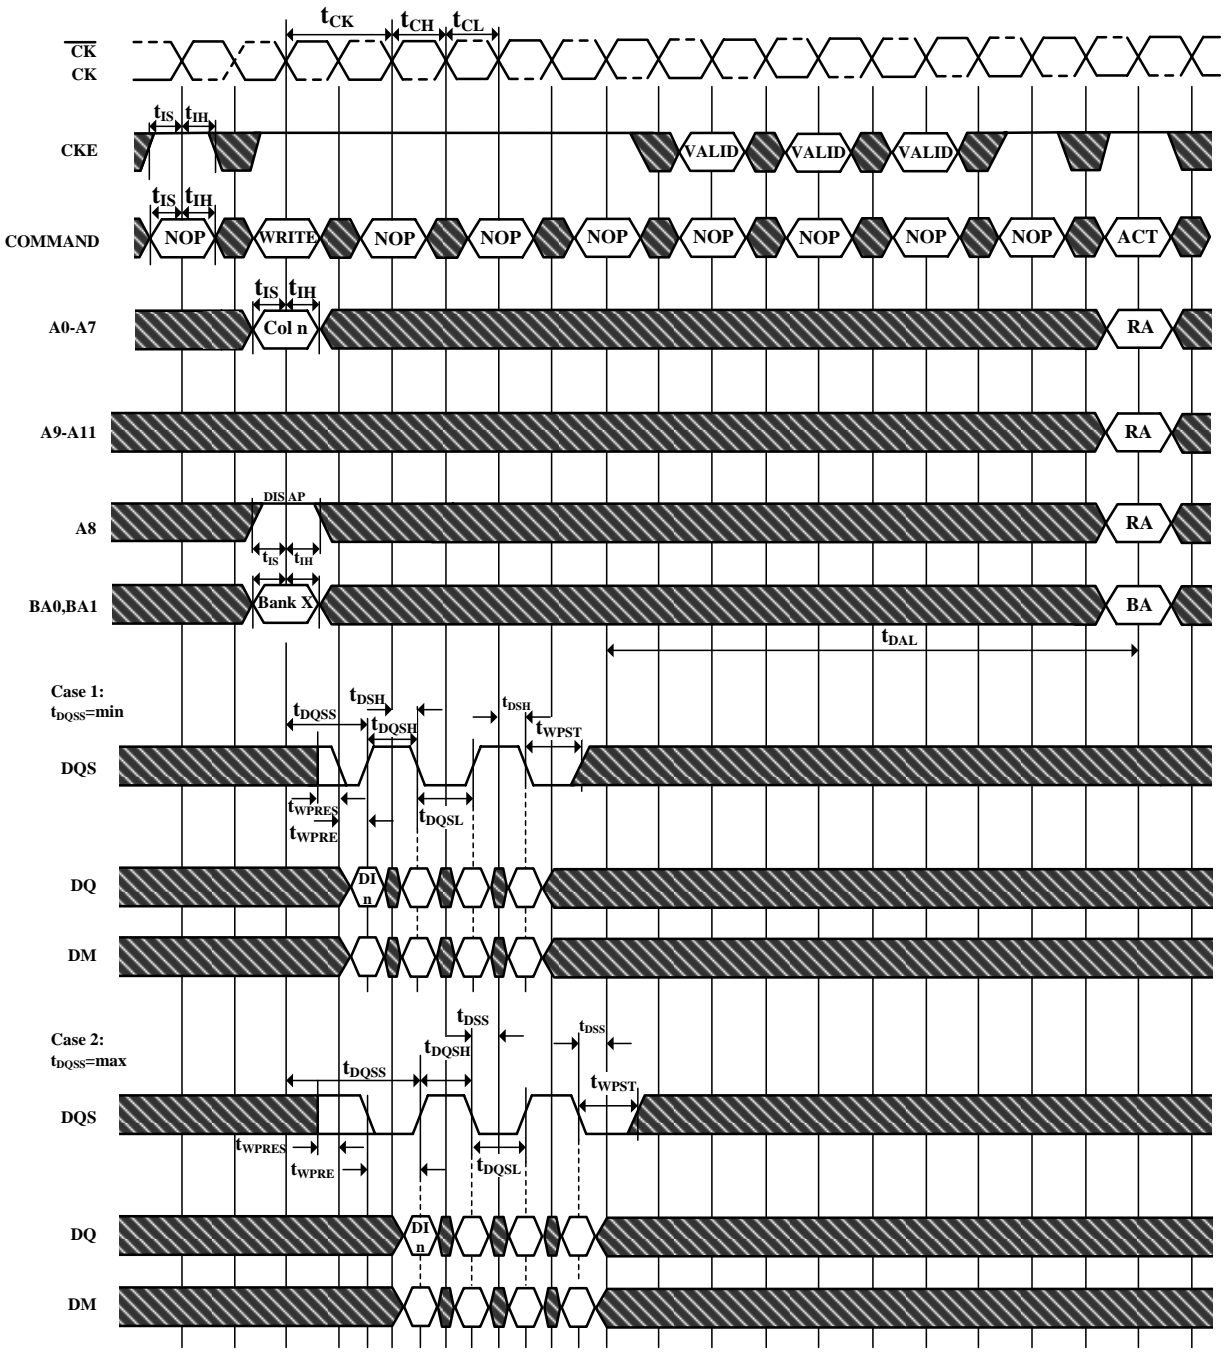 tCK tCH tCL
CK
CK
tIS tIH
CKE VALID VALID VALID
tIS tIH
COMMAND NOP WRITE NOP NOP NOP NOP NOP NOP NOP ACT
tIS tIH
A0-A7 Col n RA
A9-A11 RA
DIS AP
A8 RA
tIS tIH
BA0,BA1 Bank X BA
tDAL
Case 1:
tDQSS=min
tDSH tDSH
tDQSS tDQSH tWPST
DQS
tWPRES tDQSL
tWPRE
DQ DI n
DM
Case 2:
tDQSS=max
tDSS tDSS
tDQSH
tDQSS tWPST
DQS
tWPRES
tWPRE tDQSL
DQ DI n
DM